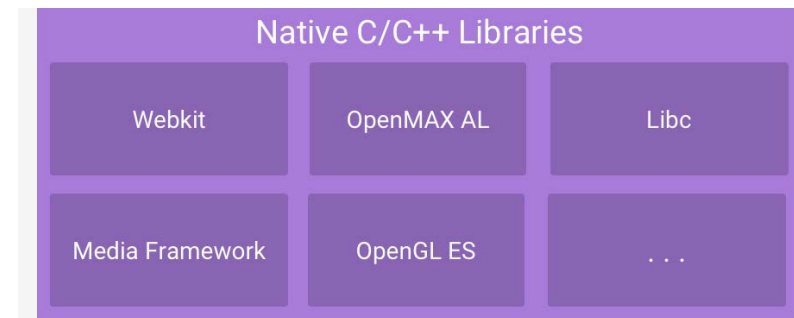 Native C/C++ Libraries
Webkit
OpenMAX AL
Libc
Media Framework
OpenGL ES
. . .